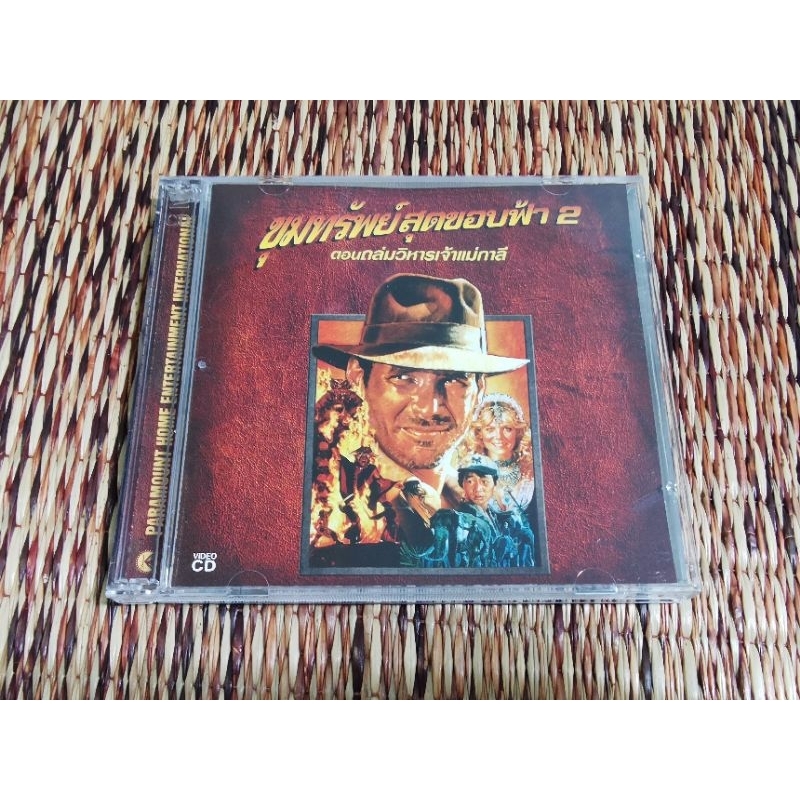 ขุมทรัพย์สุดขอบฟ้า 2
ตอนถล่มวิหารเจ้าแม่กาลี
PARAMOUNT HOME ENTERTAINMENT INTERNATIONAL
VIDEO
CD